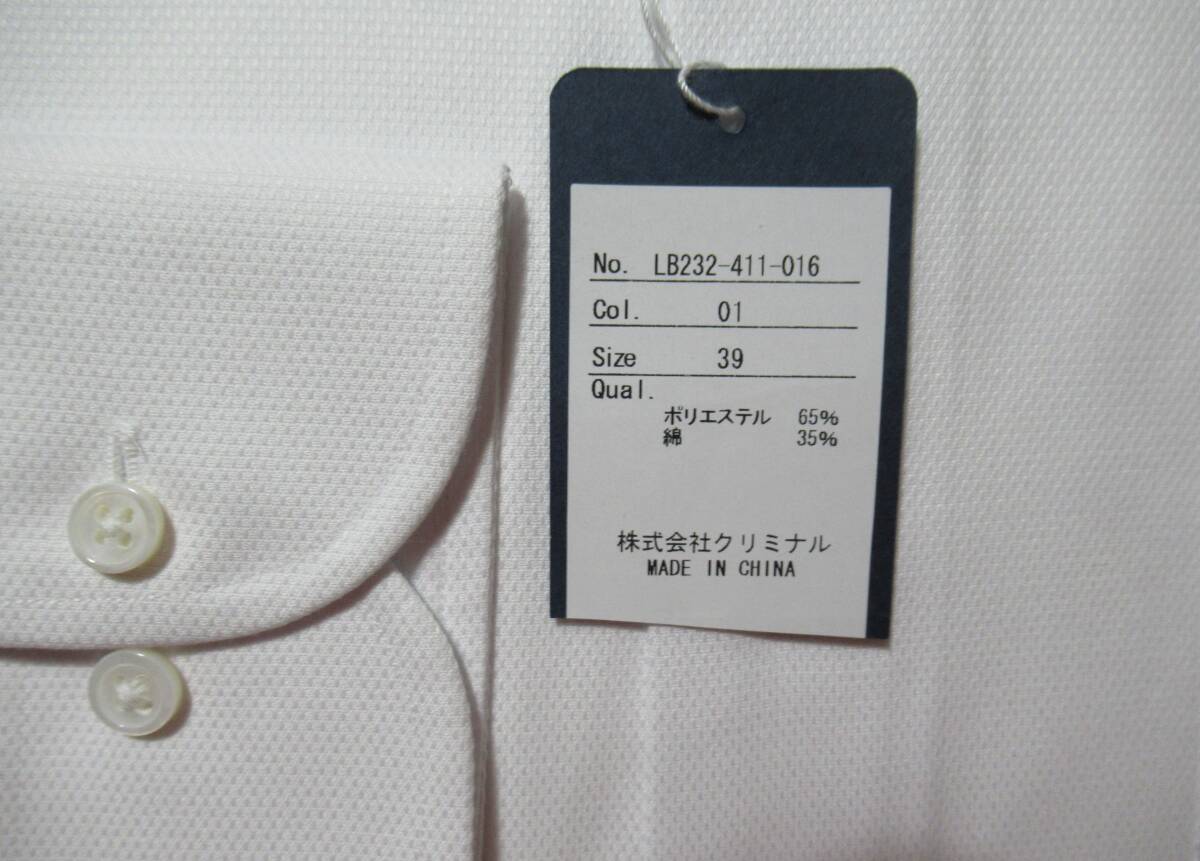 No. LB232-411-016
Col. 01
Size 39
Qual.
ポリエステル 65%
綿 35%
株式会社クリミナル
MADE IN CHINA